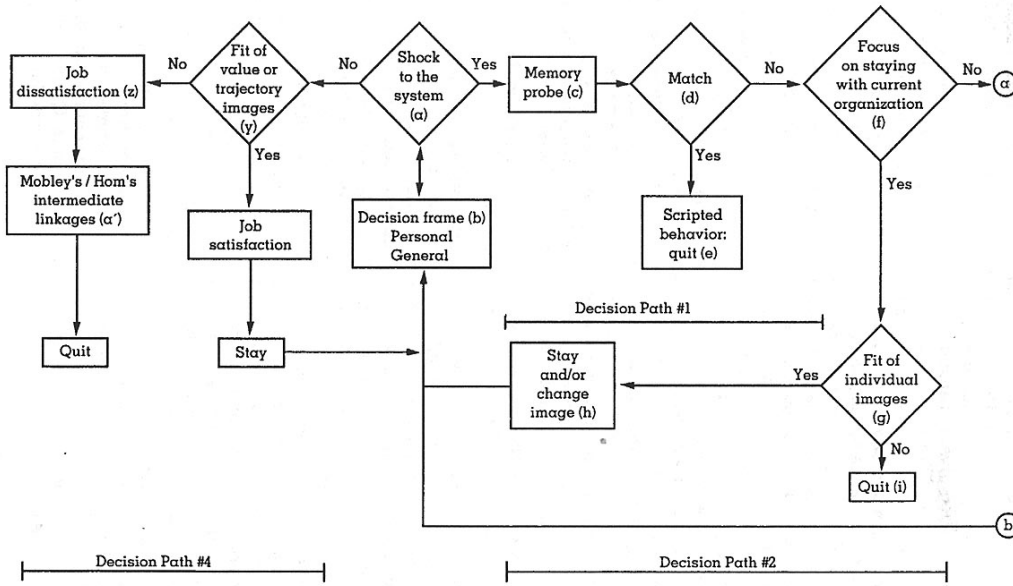 Job
dissatisfaction (z)
No
Fit of
value or
trajectory
images
(y)
No
Shock
to the
system
(a)
Yes
Memory
probe (c)
Match
(d)
No
Focus
on staying
with current
organization
(f)
No
a
Yes
Yes
Yes
Mobley's / Hom's
intermediate
linkages (a´)
Job
satisfaction
Decision frame (b)
Personal
General
Scripted
behavior:
quit (e)
Decision Path #1
Quit
Stay
Stay
and/or
change
image (h)
Yes
Fit of
individual
images
(g)
No
Quit (i)
b
Decision Path #4
Decision Path #2